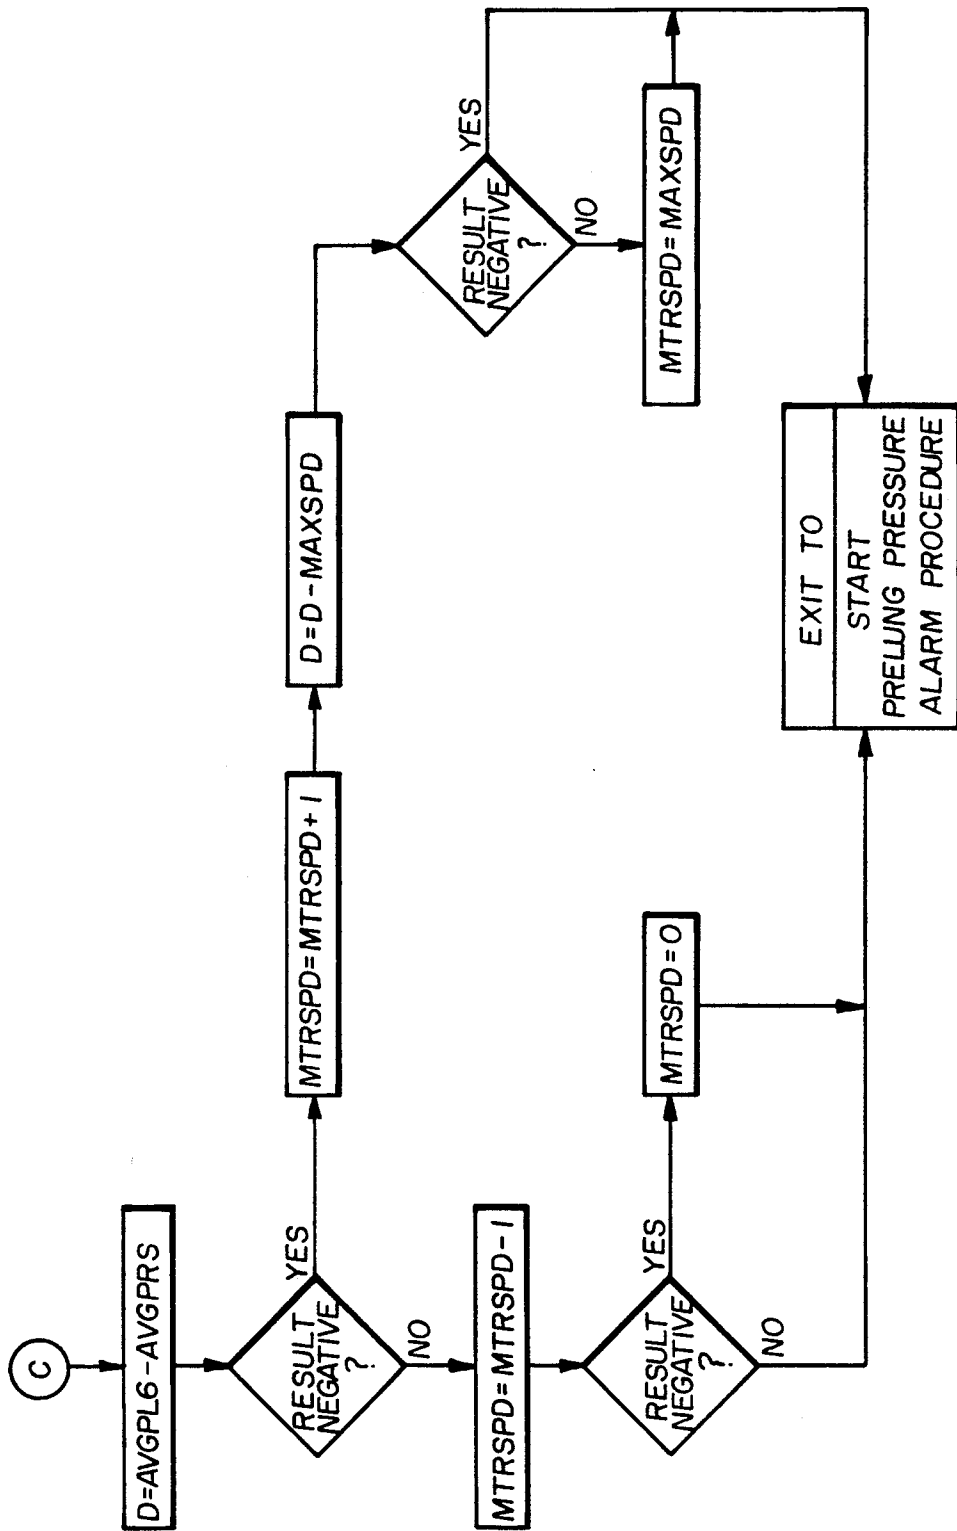 C
D=AVGPL6-AVGPRS
RESULT
NEGATIVE
?
YES
NO
MTRSPD=MTRSPD+1
D=D-MAXSPD
RESULT
NEGATIVE
?
YES
NO
MTRSPD=MAXSPD
MTRSPD=MTRSPD-1
RESULT
NEGATIVE
?
YES
NO
MTRSPD=0
EXIT TO
START
PRELUNG PRESSURE
ALARM PROCEDURE